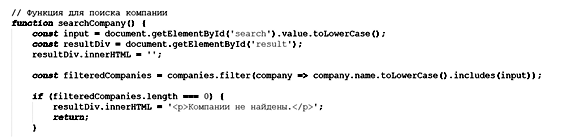 // Функция для поиска компании
function searchCompany() {
const input = document.getElementById('search').value.toLowerCase();
const resultDiv = document.getElementById('result');
resultDiv.innerHTML = '';
const filteredCompanies = companies.filter(company => company.name.toLowerCase().includes(input));
if (filteredCompanies.length === 0) {
resultDiv.innerHTML = '<p>Компании не найдены.</p>';
return;
}